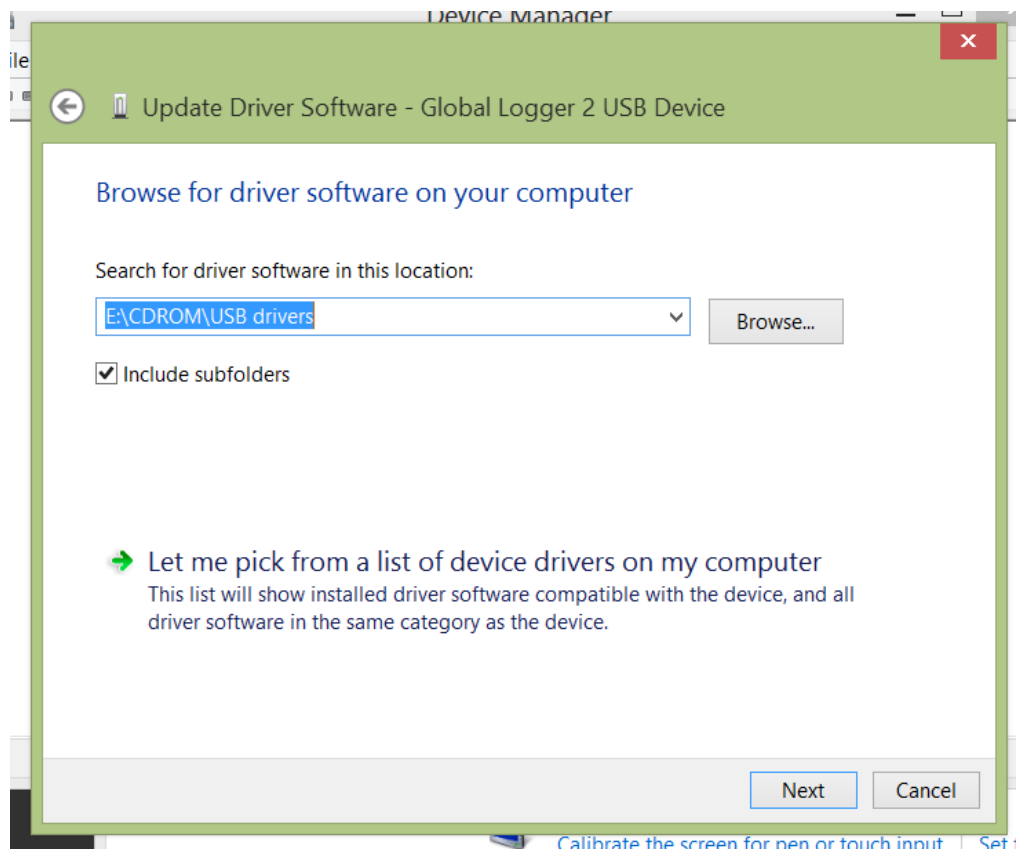 Device Manager
ile
Update Driver Software - Global Logger 2 USB Device
Browse for driver software on your computer
Search for driver software in this location:
E:\CDROM\USB drivers
Browse...
Include subfolders
Let me pick from a list of device drivers on my computer
This list will show installed driver software compatible with the device, and all
driver software in the same category as the device.
Next
Cancel
Calibrate the screen for pen or touch input
Set